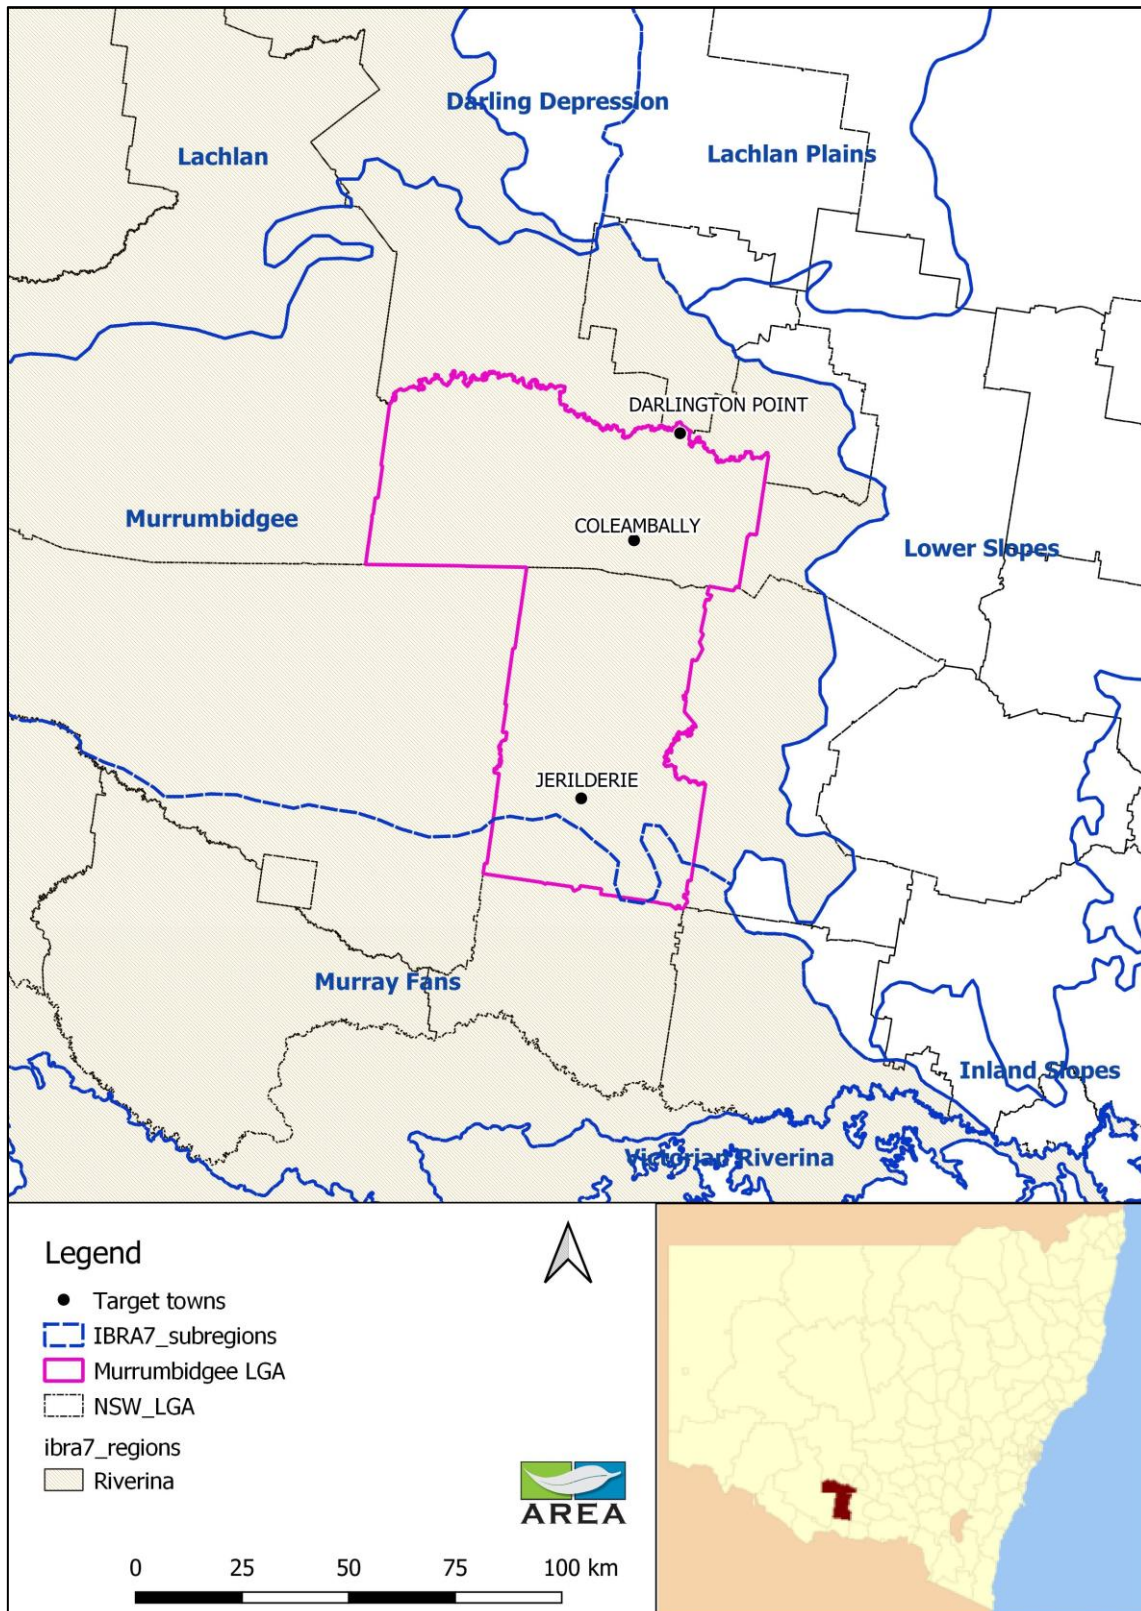 Darling Depression
Lachlan
Lachlan Plains
DARLINGTON POINT
Murrumbidgee
COLEAMBALLY
Lower Slopes
JERILDERIE
Murray Fans
Inland Slopes
Victorian Riverina
Legend
Target towns
IBRA7_subregions
Murrumbidgee LGA
NSW_LGA
ibra7_regions
Riverina
AREA
0 25 50 75 100 km